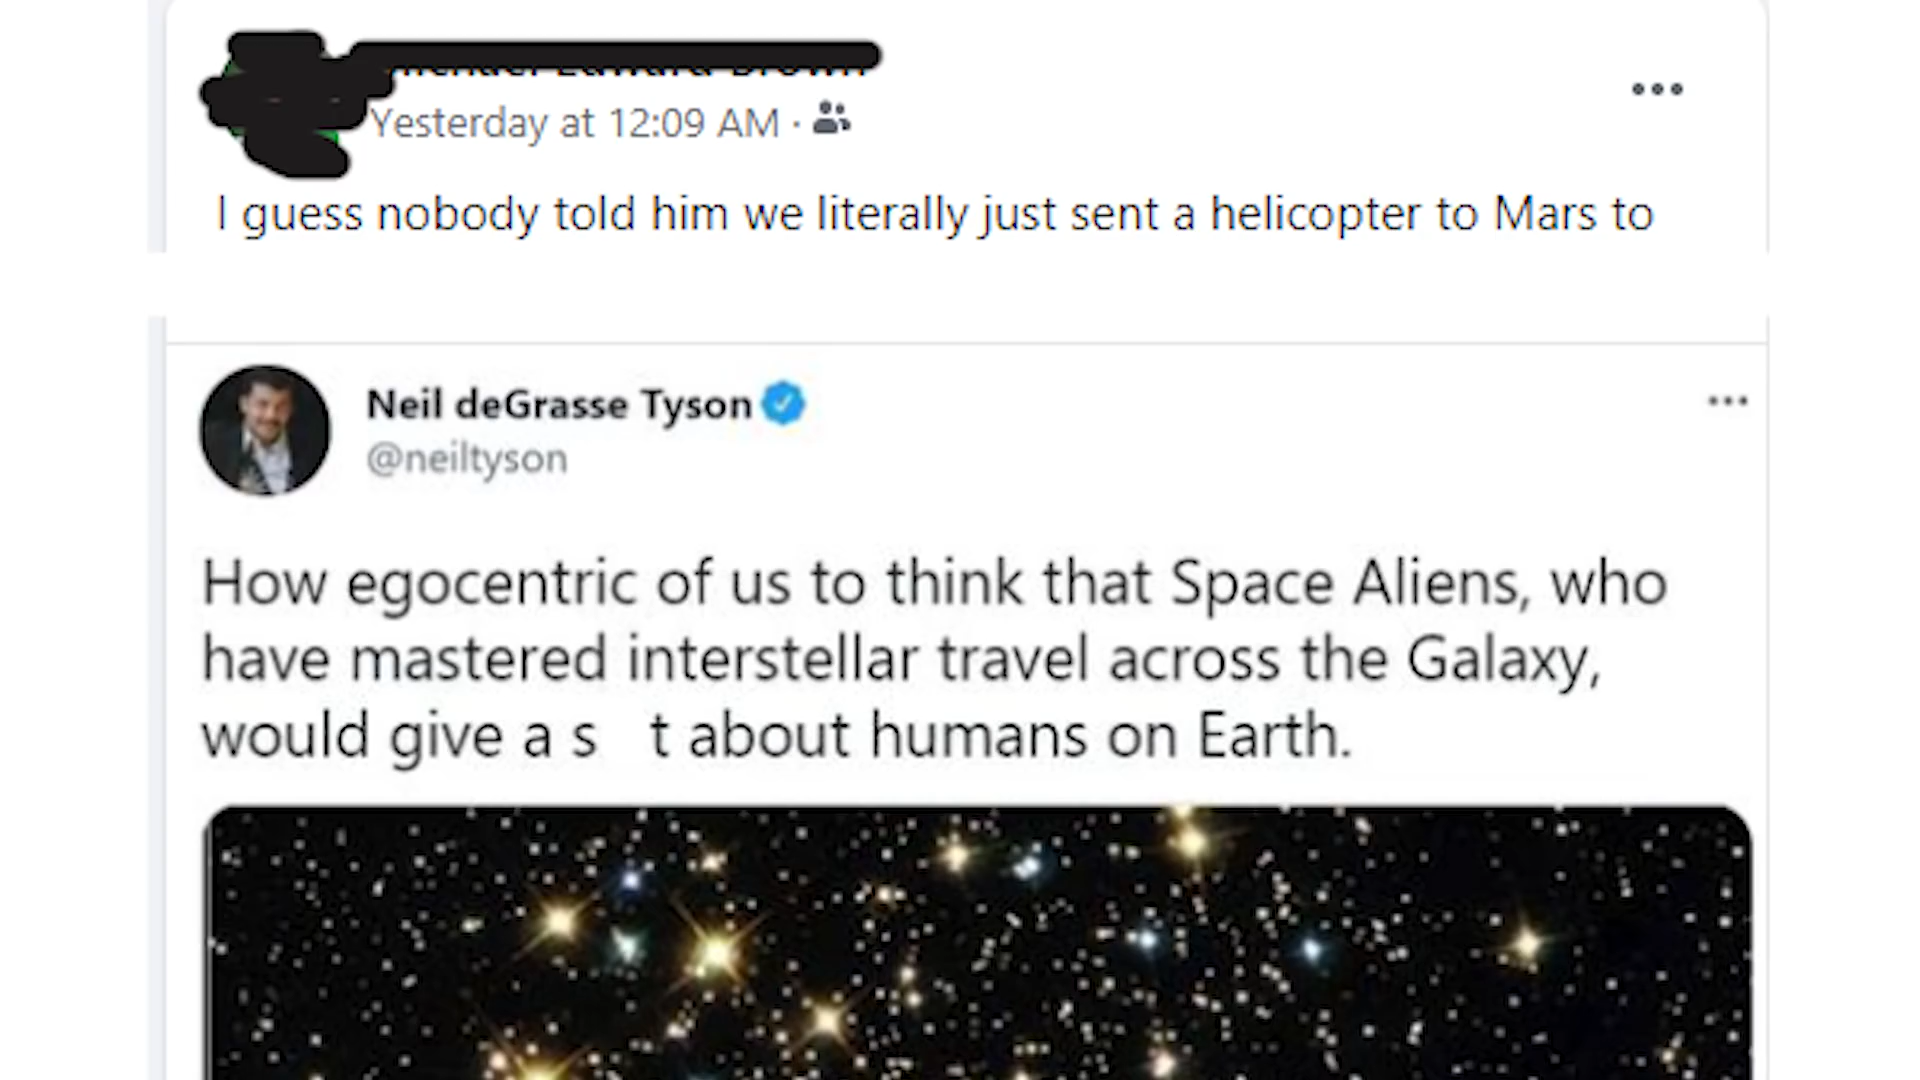 Yesterday at 12:09 AM ·
I guess nobody told him we literally just sent a helicopter to Mars to
Neil deGrasse Tyson
@neiltyson
How egocentric of us to think that Space Aliens, who
have mastered interstellar travel across the Galaxy,
would give a s t about humans on Earth.